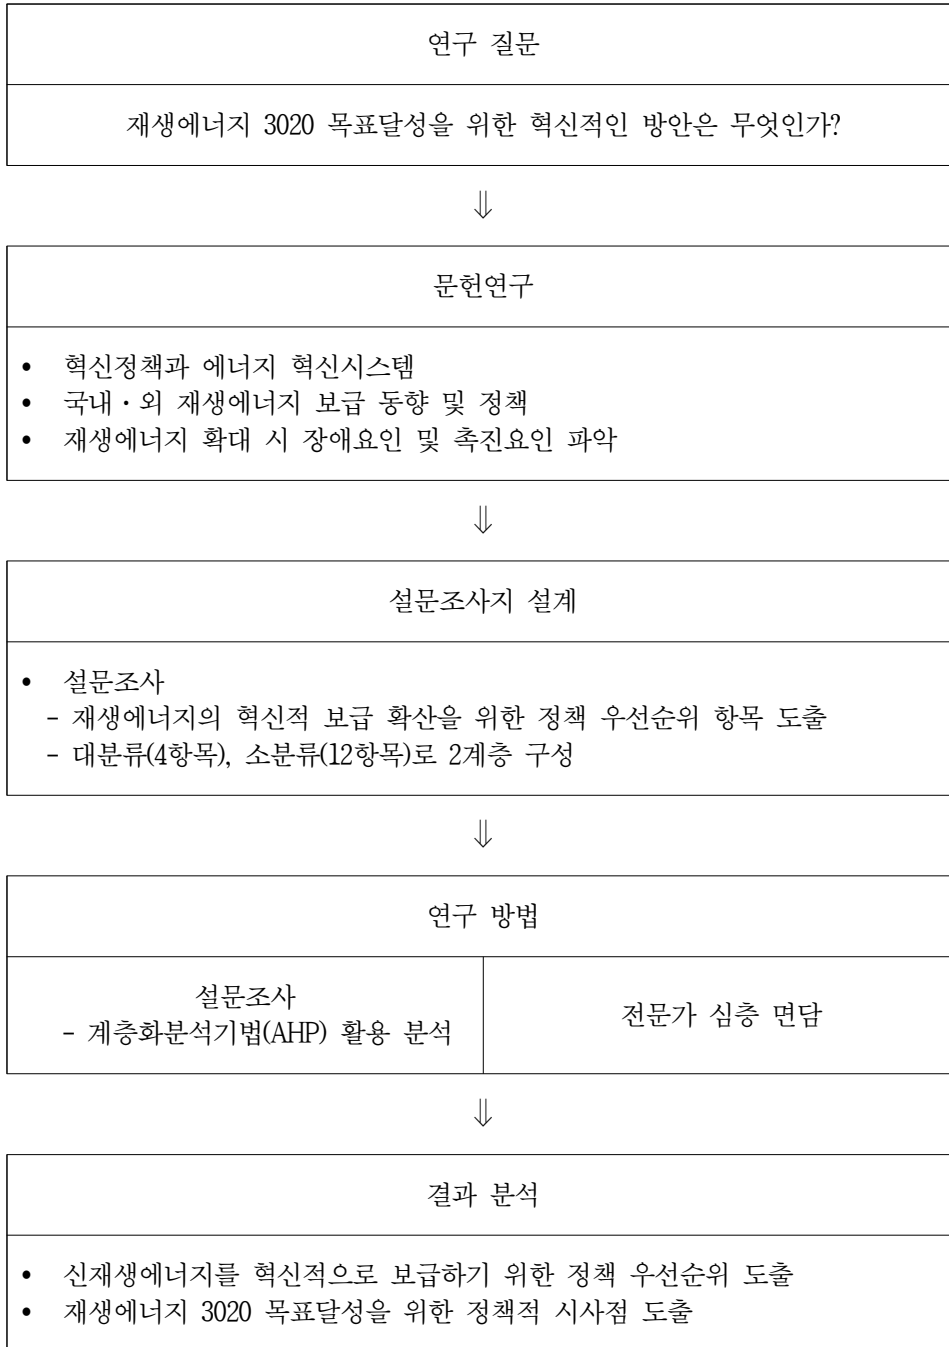 연구 질문
재생에너지 3020 목표달성을 위한 혁신적인 방안은 무엇인가?
⇓
문헌연구
• 혁신정책과 에너지 혁신시스템
• 국내·외 재생에너지 보급 동향 및 정책
• 재생에너지 확대 시 장애요인 및 촉진요인 파악
⇓
설문조사지 설계
• 설문조사
- 재생에너지의 혁신적 보급 확산을 위한 정책 우선순위 항목 도출
- 대분류(4항목), 소분류(12항목)로 2계층 구성
⇓
연구 방법
설문조사
- 계층화분석기법(AHP) 활용 분석
전문가 심층 면담
⇓
결과 분석
• 신재생에너지를 혁신적으로 보급하기 위한 정책 우선순위 도출
• 재생에너지 3020 목표달성을 위한 정책적 시사점 도출